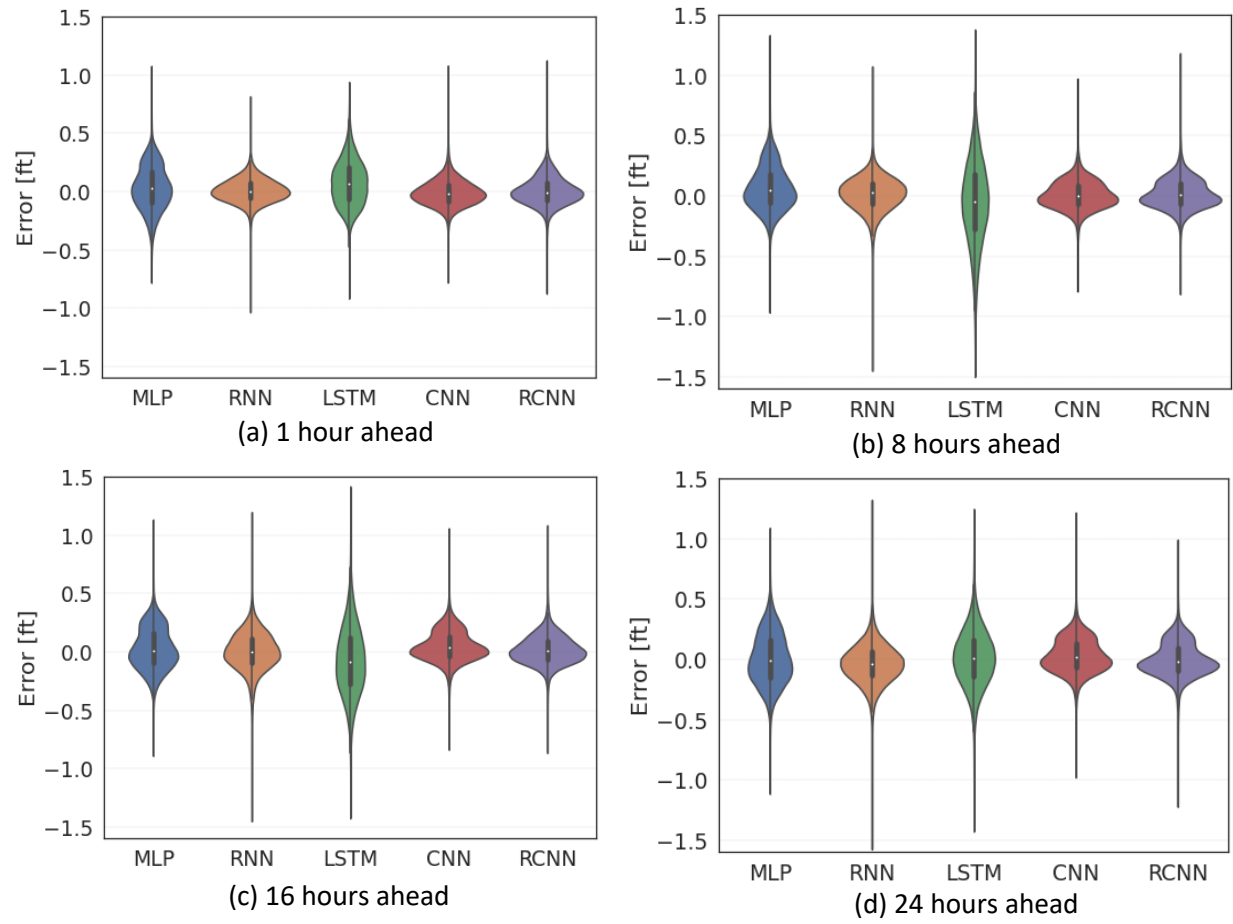 1.5
1.0
0.5
0.0
−0.5
−1.0
−1.5
Error [ft]
MLP RNN LSTM CNN RCNN
(a) 1 hour ahead
1.5
1.0
0.5
0.0
−0.5
−1.0
−1.5
Error [ft]
MLP RNN LSTM CNN RCNN
(b) 8 hours ahead
1.5
1.0
0.5
0.0
−0.5
−1.0
−1.5
Error [ft]
MLP RNN LSTM CNN RCNN
(c) 16 hours ahead
1.5
1.0
0.5
0.0
−0.5
−1.0
−1.5
Error [ft]
MLP RNN LSTM CNN RCNN
(d) 24 hours ahead